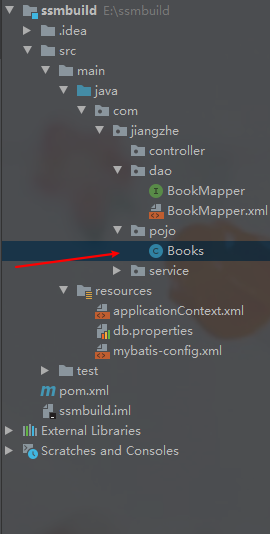 ssmbuild E:\ssmbuild
.idea
src
main
java
com
jiangzhe
controller
dao
BookMapper
BookMapper.xml
pojo
Books
service
resources
applicationContext.xml
db.properties
mybatis-config.xml
test
pom.xml
ssmbuild.iml
External Libraries
Scratches and Consoles